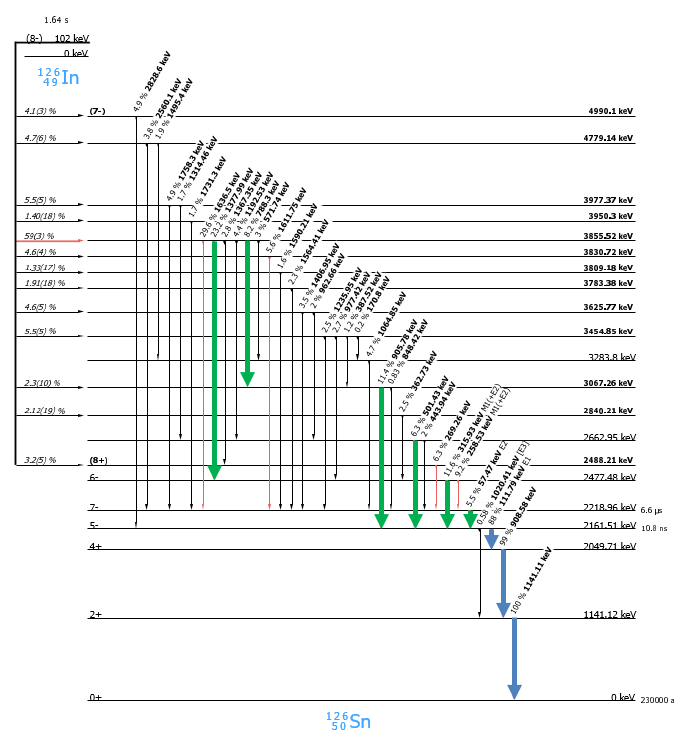 1.64 s
(8-) 102 keV
0 keV
126
49In
4.1(3) %
(7-)
4990.1 keV
4.7(6) %
4779.14 keV
5.5(5) %
3977.37 keV
1.40(18) %
3950.3 keV
59(3) %
3855.52 keV
4.6(4) %
3830.72 keV
1.33(17) %
3809.18 keV
1.91(18) %
3783.38 keV
4.6(5) %
3625.77 keV
5.5(5) %
3454.85 keV
3283.8 keV
2.3(10) %
3067.26 keV
2.12(19) %
2840.21 keV
2662.95 keV
3.2(5) %
(8+)
2488.21 keV
6-
2477.48 keV
7-
2218.96 keV
6.6 µs
5-
2161.51 keV
10.8 ns
4+
2049.71 keV
2+
1141.12 keV
0+
0 keV
230000 a
4.9 % 2828.6 keV
3.8 % 2560.1 keV
1.9 % 1495.4 keV
4.9 % 1758.3 keV
1.7 % 1314.46 keV
1.7 % 1731.3 keV
29.6 % 1636.5 keV
23.2 % 1377.99 keV
2.8 % 1367.35 keV
4.4 % 1192.53 keV
8.2 % 788.3 keV
3 % 571.74 keV
5.6 % 1611.75 keV
1.6 % 1590.21 keV
2.3 % 1564.41 keV
3.5 % 1406.95 keV
2 % 962.66 keV
2.5 % 1235.95 keV
2.7 % 977.42 keV
1.2 % 387.52 keV
0.2 % 170.8 keV
4.7 % 1064.85 keV
11.4 % 905.78 keV
0.83 % 848.42 keV
2.5 % 362.73 keV
6.3 % 501.43 keV
2 % 443.94 keV
6.3 % 269.26 keV
11.6 % 315.93 keV M1(+E2)
9.2 % 258.53 keV M1(+E2)
5.5 % 57.47 keV E2
0.58 % 1020.41 keV [E3]
88 % 111.79 keV E1
99 % 908.58 keV
100 % 1141.11 keV
126
50Sn